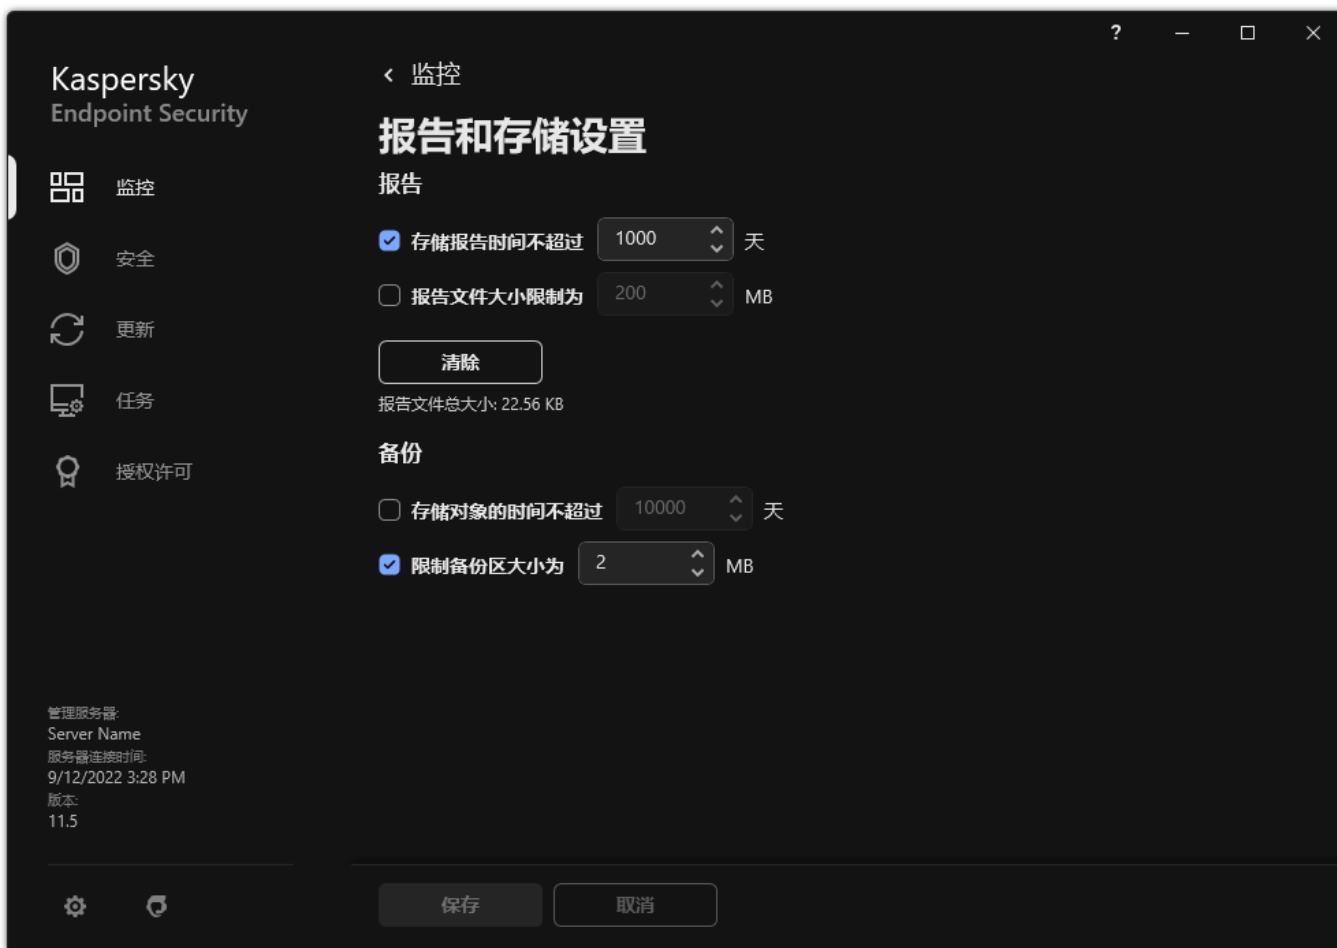 ?
Kaspersky
Endpoint Security
监控
安全
更新
任务
授权许可
管理服务器:
Server Name
服务器连接时间:
9/12/2022 3:28 PM
版本:
11.5
监控
报告和存储设置
报告
存储报告时间不超过 1000 天
报告文件大小限制为 200 MB
清除
报告文件总大小: 22.56 KB
备份
存储对象的时间不超过 10000 天
限制备份区大小为 2 MB
保存 取消